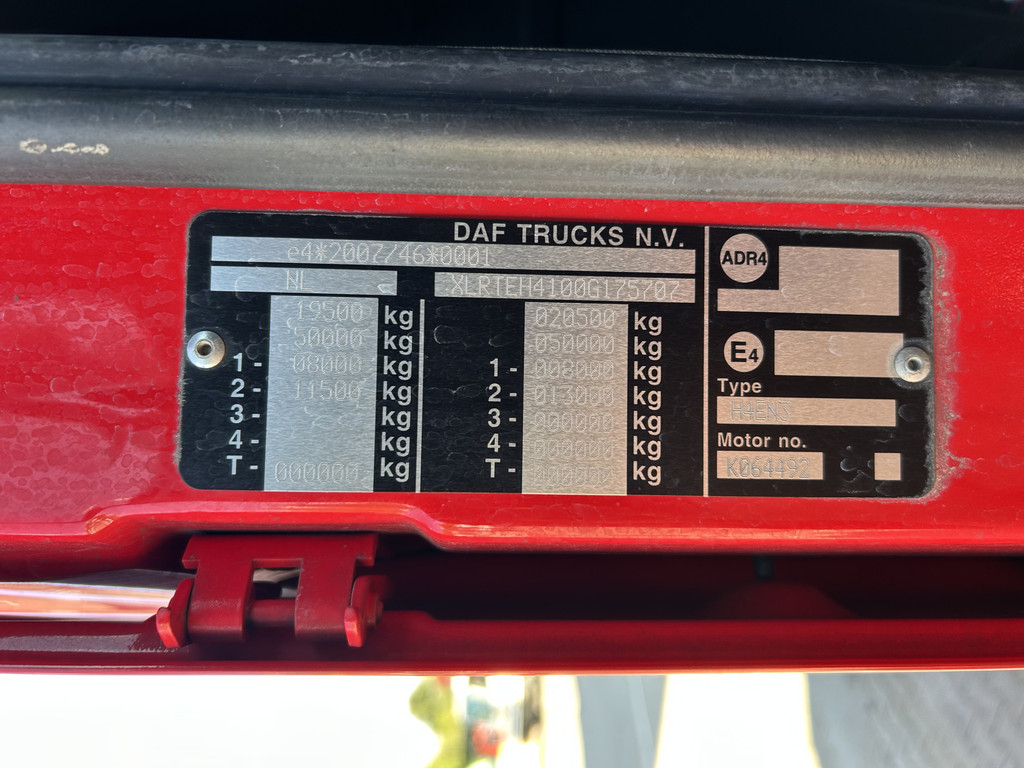 DAF TRUCKS N.V.
e4*2007/46*0001
NL XLRTEH4100G175707
19500 kg
50000 kg
1- 08000 kg
2- 11500 kg
3- kg
4- kg
T- 000000 kg
020500 kg
050000 kg
1- 008000 kg
2- 013000 kg
3- 000000 kg
4- 000000 kg
T- 000000 kg
ADR4
E4
Type
H4EN3
Motor no.
K064492